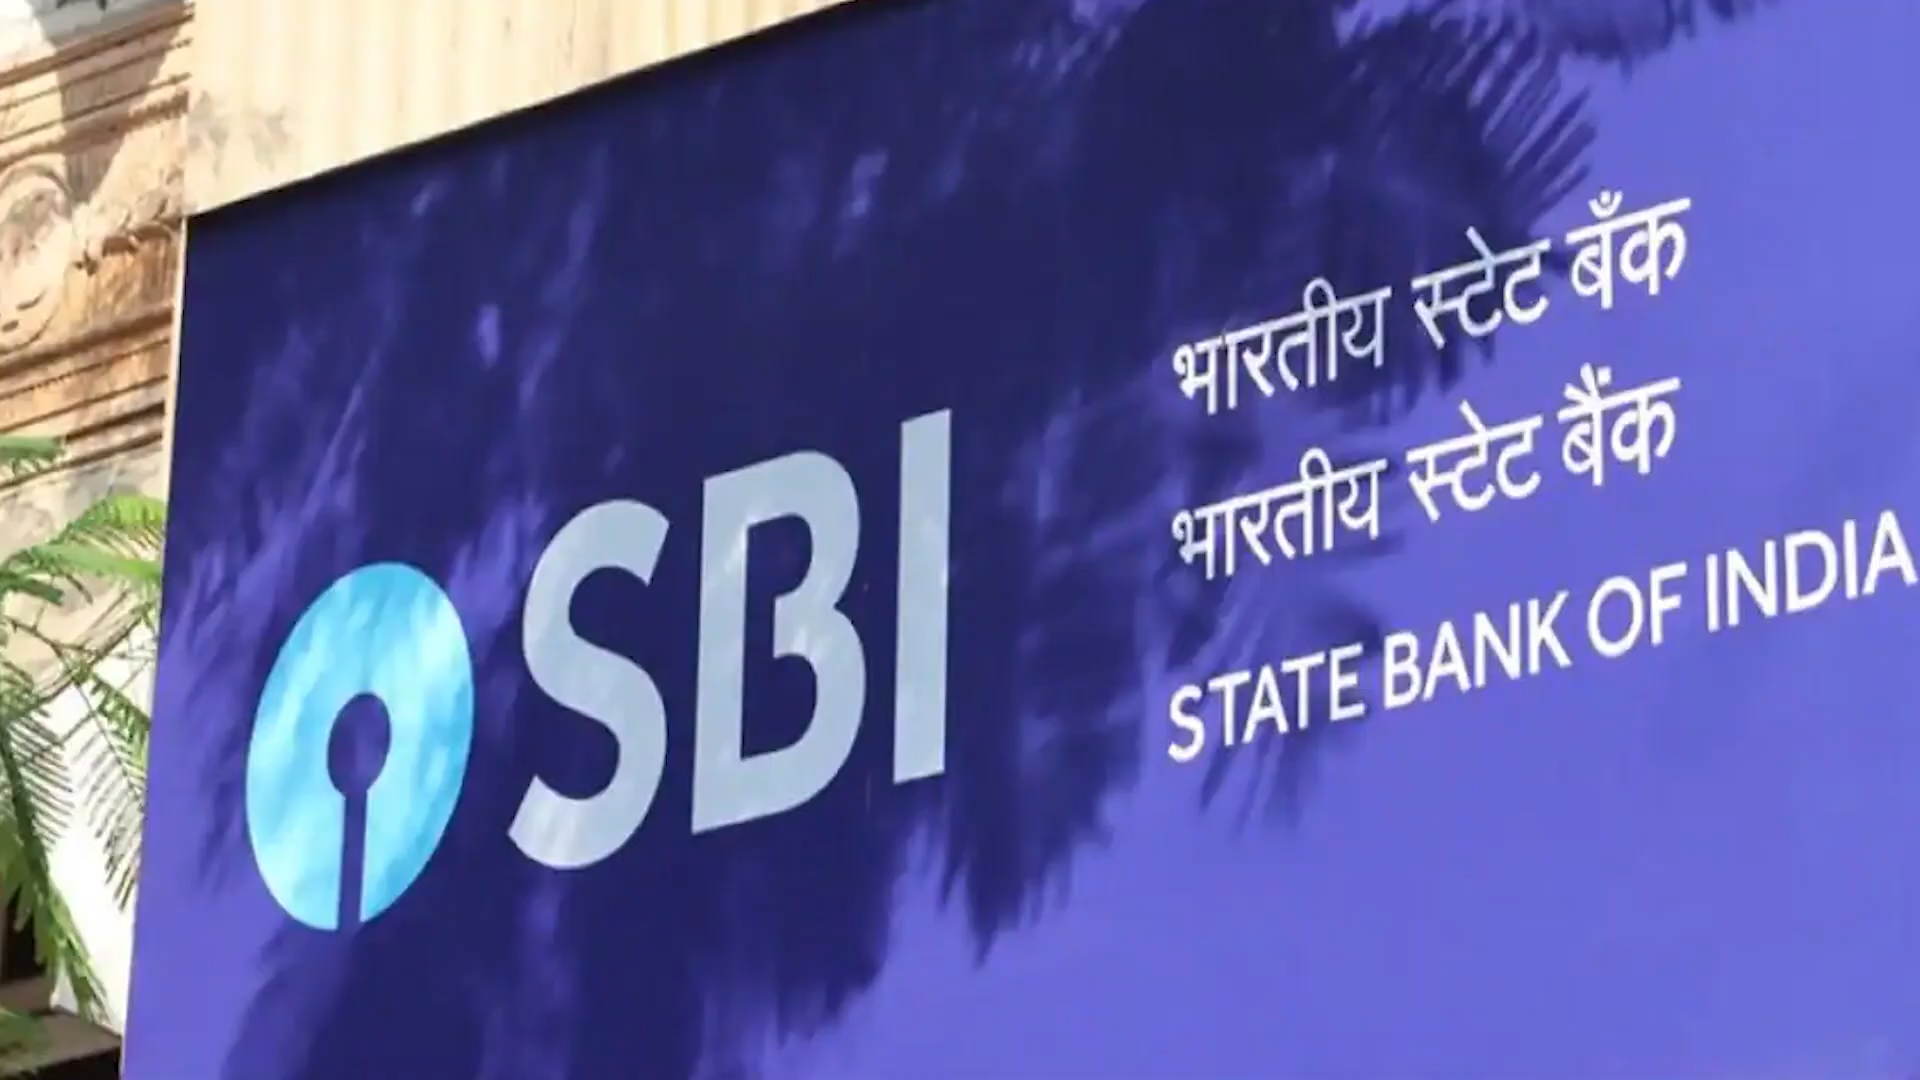 SBI
भारतीय स्टेट बँक
भारतीय स्टेट बैंक
STATE BANK OF INDIA